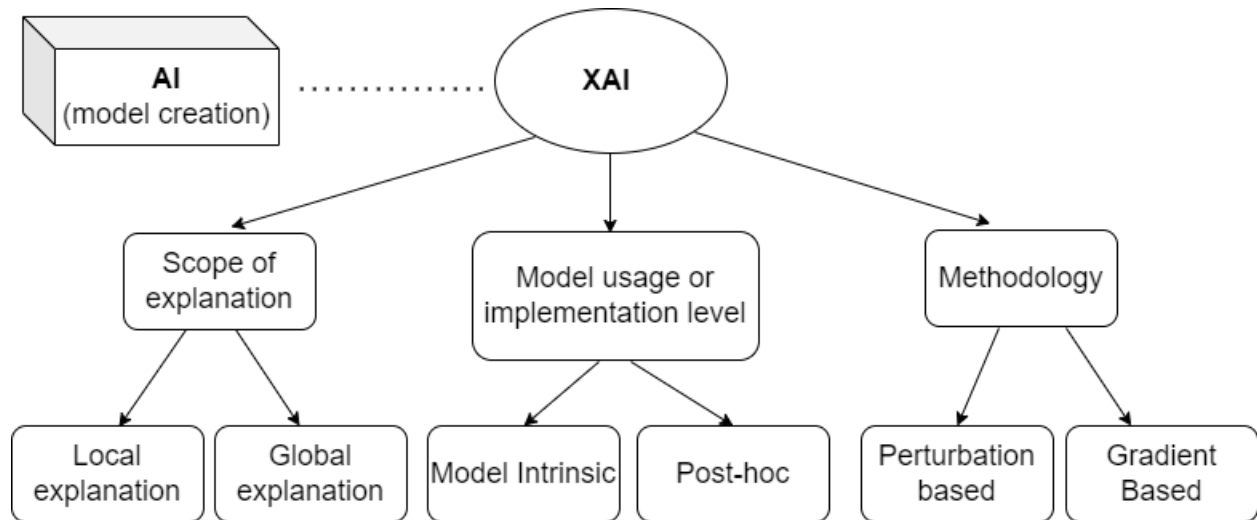 AI
(model creation)
XAI
Scope of
explanation
Model usage or
implementation level
Methodology
Local
explanation
Global
explanation
Model Intrinsic
Post-hoc
Perturbation
based
Gradient
Based